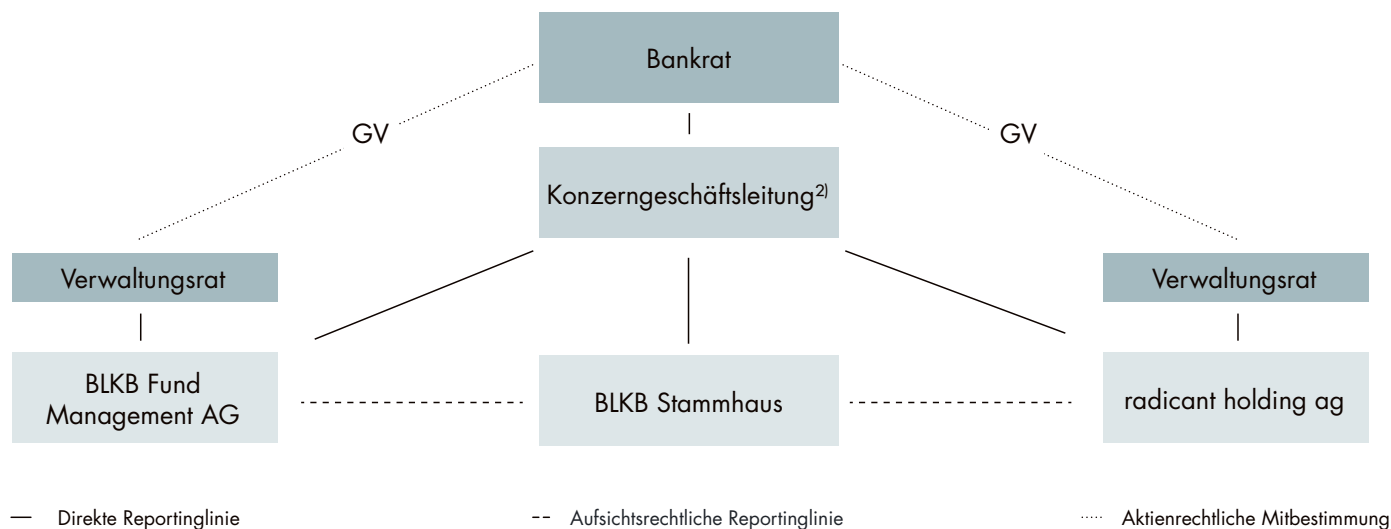 Bankrat
GV
GV
Konzerngeschäftsleitung²⁾
Verwaltungsrat
Verwaltungsrat
BLKB Fund
Management AG
BLKB Stammhaus
radicant holding ag
— Direkte Reportinglinie
-- Aufsichtsrechtliche Reportinglinie
..... Aktienrechtliche Mitbestimmung